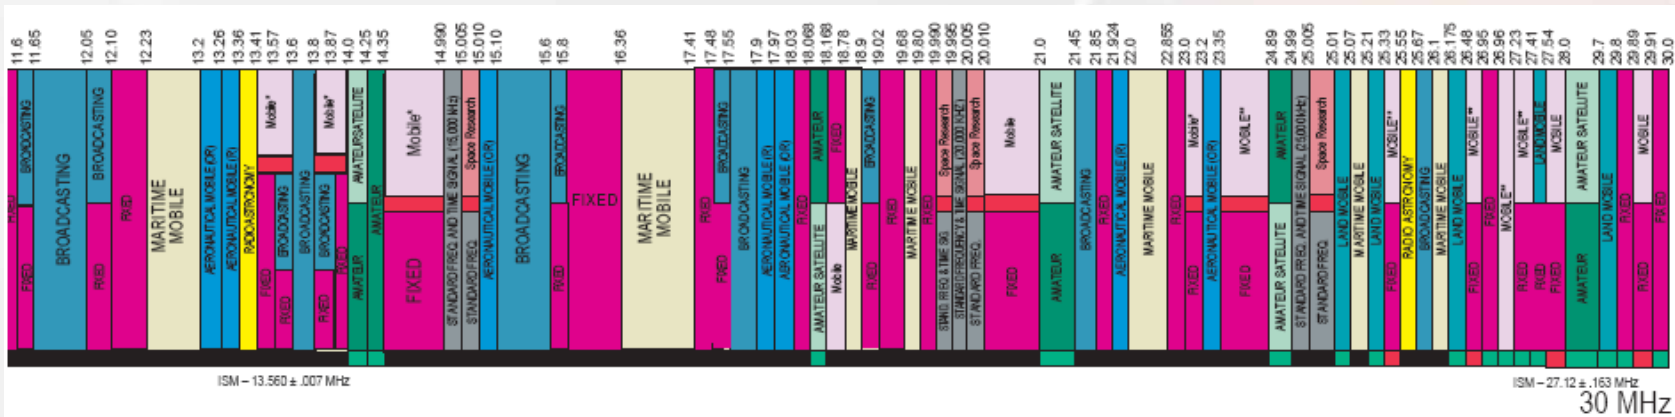 11.6
11.65
12.05
12.10
12.23
13.2
13.26
13.36
13.41
13.57
13.6
13.8
13.87
14.0
14.25
14.35
14.990
15.005
15.010
15.10
15.6
15.8
16.36
17.41
17.48
17.55
17.9
17.97
18.03
18.068
18.168
18.78
18.9
19.02
19.68
19.80
19.990
19.995
20.005
20.010
21.0
21.45
21.85
21.924
22.0
22.855
23.0
23.2
23.35
24.89
24.99
25.005
25.01
25.07
25.21
25.33
25.55
25.67
26.1
26.175
26.48
26.95
26.96
27.23
27.41
27.54
28.0
29.7
29.8
29.89
29.91
30.0
FIXED
BROADCASTING
FIXED
BROADCASTING
BROADCASTING
FIXED
FIXED
MARITIME
MOBILE
AERONAUTICAL MOBILE (OR)
AERONAUTICAL MOBILE (R)
RADIO ASTRONOMY
Mobile*
FIXED
BROADCASTING
FIXED
BROADCASTING
Mobile*
BROADCASTING
FIXED
FIXED
AMATEUR SATELLITE
AMATEUR
AMATEUR
Mobile*
FIXED
STANDARD FREQ. AND TIME SIGNAL (15,000 kHz)
Space Research
STANDARD FREQ.
AERONAUTICAL MOBILE (OR)
BROADCASTING
BROADCASTING
FIXED
FIXED
MARITIME
MOBILE
FIXED
BROADCASTING
FIXED
BROADCASTING
AERONAUTICAL MOBILE (R)
AERONAUTICAL MOBILE (OR)
FIXED
AMATEUR
AMATEUR SATELLITE
FIXED
Mobile
MARITIME MOBILE
BROADCASTING
FIXED
FIXED
MARITIME MOBILE
Space Research
STAND. FREQ. & TIME SIG.
STANDARD FREQUENCY & TIME SIGNAL (20,000 KHZ)
Space Research
STANDARD FREQ.
Mobile
FIXED
AMATEUR SATELLITE
AMATEUR
BROADCASTING
FIXED
AERONAUTICAL MOBILE (R)
MARITIME MOBILE
FIXED
Mobile*
FIXED
AERONAUTICAL MOBILE (OR)
MOBILE**
FIXED
AMATEUR
AMATEUR SATELLITE
STANDARD FREQ. AND TIME SIGNAL (25,000 kHz)
Space Research
STANDARD FREQ.
LAND MOBILE
MARITIME MOBILE
LAND MOBILE
MOBILE**
FIXED
RADIO ASTRONOMY
BROADCASTING
MARITIME MOBILE
LAND MOBILE
MOBILE**
FIXED
FIXED
MOBILE**
MOBILE**
FIXED
LAND MOBILE
FIXED
MOBILE
FIXED
AMATEUR SATELLITE
AMATEUR
LAND MOBILE
FIXED
MOBILE
FIXED
FIXED
ISM – 13.560 ± .007 MHz
ISM – 27.12 ± .163 MHz
30 MHz